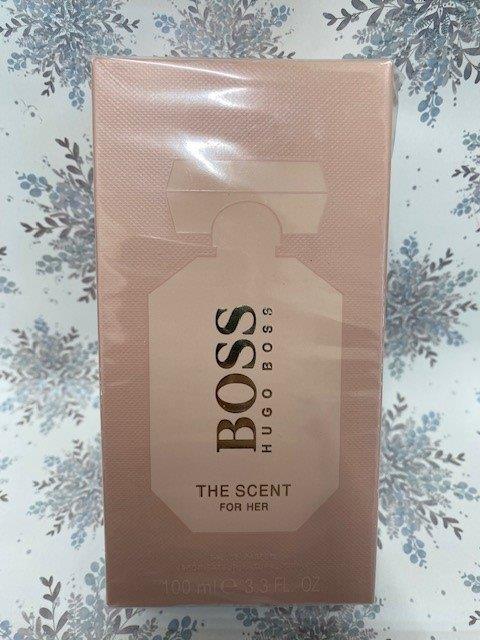 BOSS
HUGO BOSS
THE SCENT
FOR HER
100 ml e 3.3 FL. OZ.